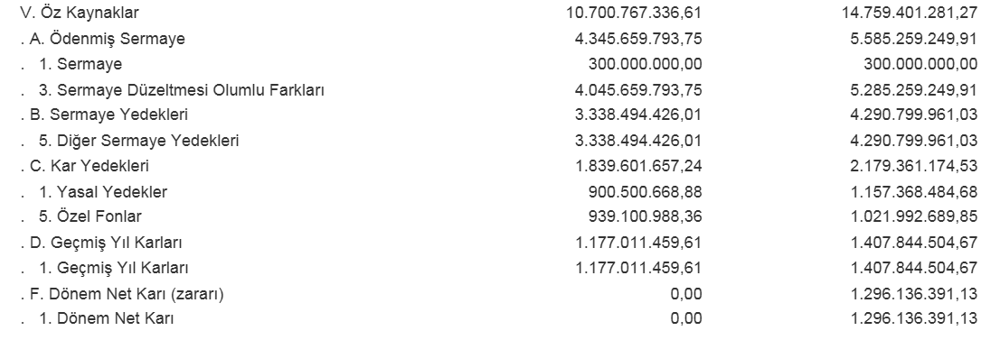 V. Öz Kaynaklar 10.700.767.336,61 14.759.401.281,27
. A. Ödenmiş Sermaye 4.345.659.793,75 5.585.259.249,91
. 1. Sermaye 300.000.000,00 300.000.000,00
. 3. Sermaye Düzeltmesi Olumlu Farkları 4.045.659.793,75 5.285.259.249,91
. B. Sermaye Yedekleri 3.338.494.426,01 4.290.799.961,03
. 5. Diğer Sermaye Yedekleri 3.338.494.426,01 4.290.799.961,03
. C. Kar Yedekleri 1.839.601.657,24 2.179.361.174,53
. 1. Yasal Yedekler 900.500.668,88 1.157.368.484,68
. 5. Özel Fonlar 939.100.988,36 1.021.992.689,85
. D. Geçmiş Yıl Karları 1.177.011.459,61 1.407.844.504,67
. 1. Geçmiş Yıl Karları 1.177.011.459,61 1.407.844.504,67
. F. Dönem Net Karı (zararı) 0,00 1.296.136.391,13
. 1. Dönem Net Karı 0,00 1.296.136.391,13